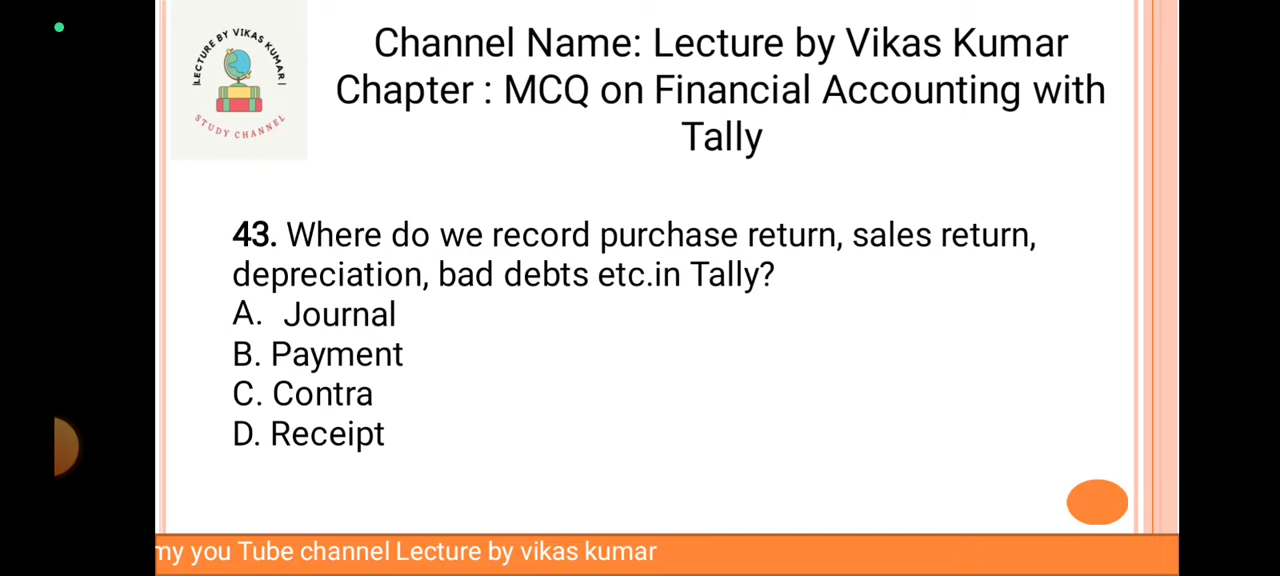 LECTURE BY VIKAS KUMAR
STUDY CHANNEL
Channel Name: Lecture by Vikas Kumar
Chapter : MCQ on Financial Accounting with
Tally
43. Where do we record purchase return, sales return,
depreciation, bad debts etc.in Tally?
A. Journal
B. Payment
C. Contra
D. Receipt
my you Tube channel Lecture by vikas kumar